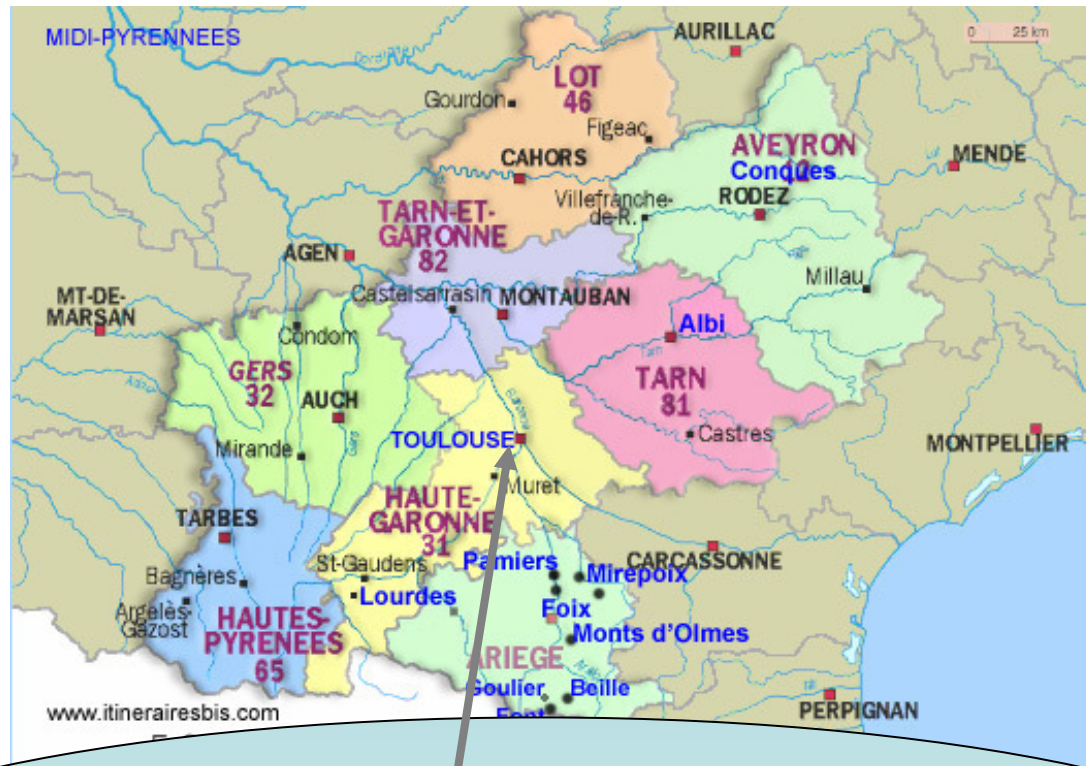 MIDI-PYRENNEES
AURILLAC
0 25 km
LOT
46
Gourdon
Figeac
AVEYRON
Conques
MENDE
CAHORS
Villefranche-
de-R.
RODEZ
TARN-ET-
GARONNE
82
AGEN
Millau
Castelsarrasin
MONTAUBAN
MT-DE-
MARSAN
Condom
Albi
Tarn
GERS
32
AUCH
Gers
Garonne
TARN
81
Castres
Mirande
TOULOUSE
MONTPELLIER
Muret
HAUTE-
GARONNE
31
TARBES
St-Gaudens
Pamiers
Mirepoix
CARCASSONNE
Bagnères
Lourdes
Foix
Argelès-
Gazost
HAUTES-
PYRENEES
65
Monts d'Olmes
ARIEGE
Goulier
Beille
www.itinerairesbis.com
PERPIGNAN